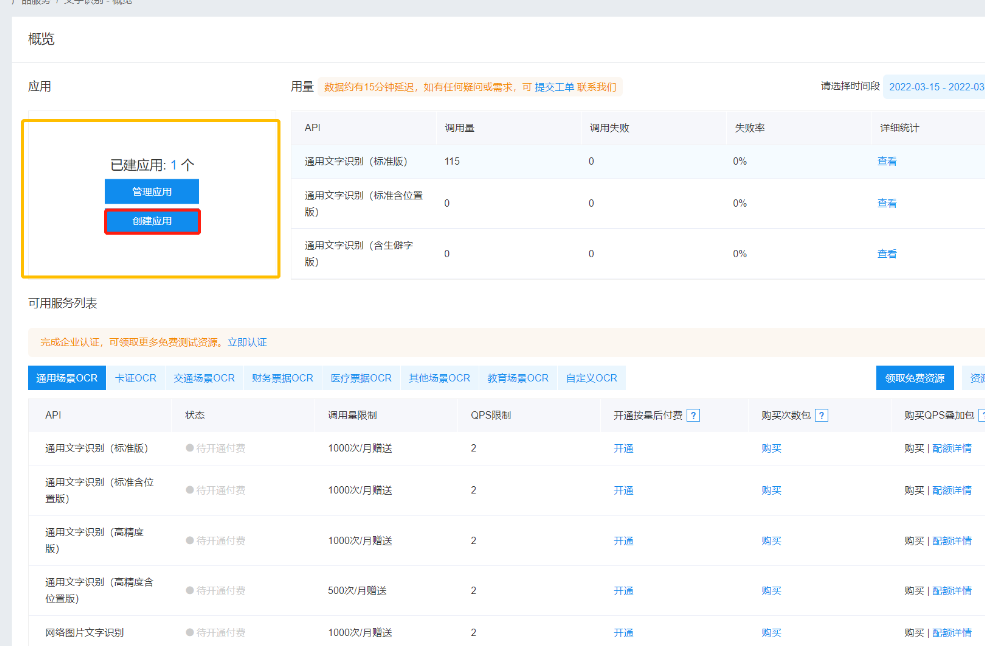 产品服务 / 文字识别 - 概览
概览
应用
用量 数据约有15分钟延迟，如有任何疑问或需求，可 提交工单 联系我们
请选择时间段 2022-03-15 - 2022-03
已建应用: 1 个
管理应用
创建应用
API 调用量 调用失败 失败率 详细统计
通用文字识别（标准版） 115 0 0% 查看
通用文字识别（标准含位置
版） 0 0 0% 查看
通用文字识别（含生僻字
版） 0 0 0% 查看
可用服务列表
完成企业认证，可领取更多免费测试资源。立即认证
通用场景OCR 卡证OCR 交通场景OCR 财务票据OCR 医疗票据OCR 其他场景OCR 教育场景OCR 自定义OCR 领取免费资源
API 状态 调用量限制 QPS限制 开通按量后付费 ? 购买次数包 ? 购买QPS叠加包 ?
通用文字识别（标准版） 待开通付费 1000次/月赠送 2 开通 购买 购买 | 配额详情
通用文字识别（标准含位
置版） 待开通付费 1000次/月赠送 2 开通 购买 购买 | 配额详情
通用文字识别（高精度
版） 待开通付费 1000次/月赠送 2 开通 购买 购买 | 配额详情
通用文字识别（高精度含
位置版） 待开通付费 500次/月赠送 2 开通 购买 购买 | 配额详情
网络图片文字识别 待开通付费 1000次/月赠送 2 开通 购买 购买 | 配额详情